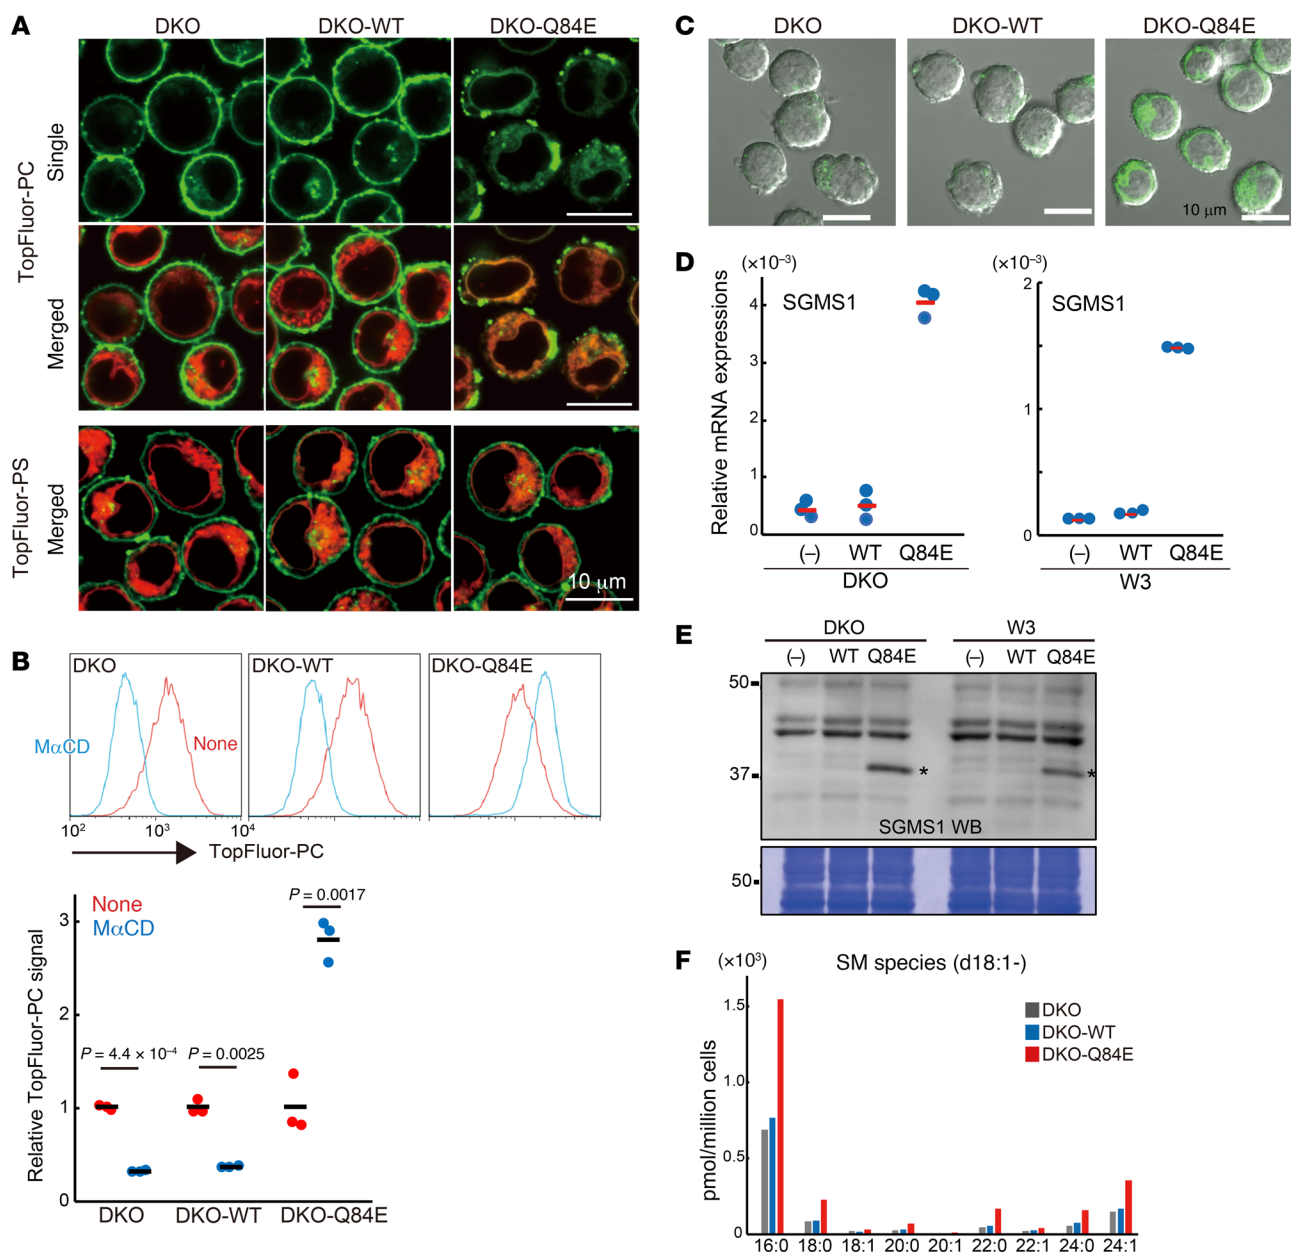 A
DKO
DKO-WT
DKO-Q84E
TopFluor-PC
Single
Merged
TopFluor-PS
Merged
10 μm
B
DKO
DKO-WT
DKO-Q84E
MαCD
None
10²
10³
10⁴
TopFluor-PC
Relative TopFluor-PC signal
None
MαCD
P = 0.0017
P = 4.4 × 10⁻⁴
P = 0.0025
3
2
1
0
DKO
DKO-WT
DKO-Q84E
C
DKO
DKO-WT
DKO-Q84E
10 μm
D
Relative mRNA expressions
(×10⁻³)
SGMS1
4
3
4
1
0
(–)
WT
Q84E
DKO
(×10⁻³)
SGMS1
2
1
0
(–)
WT
Q84E
W3
E
DKO
W3
(–)
WT
Q84E
(–)
WT
Q84E
50
37
*
*
SGMS1 WB
50
F
(×10³)
SM species (d18:1-)
pmol/million cells
1.5
1.0
0.5
0
DKO
DKO-WT
DKO-Q84E
16:0 18:0 18:1 20:0 20:1 22:0 22:1 24:0 24:1